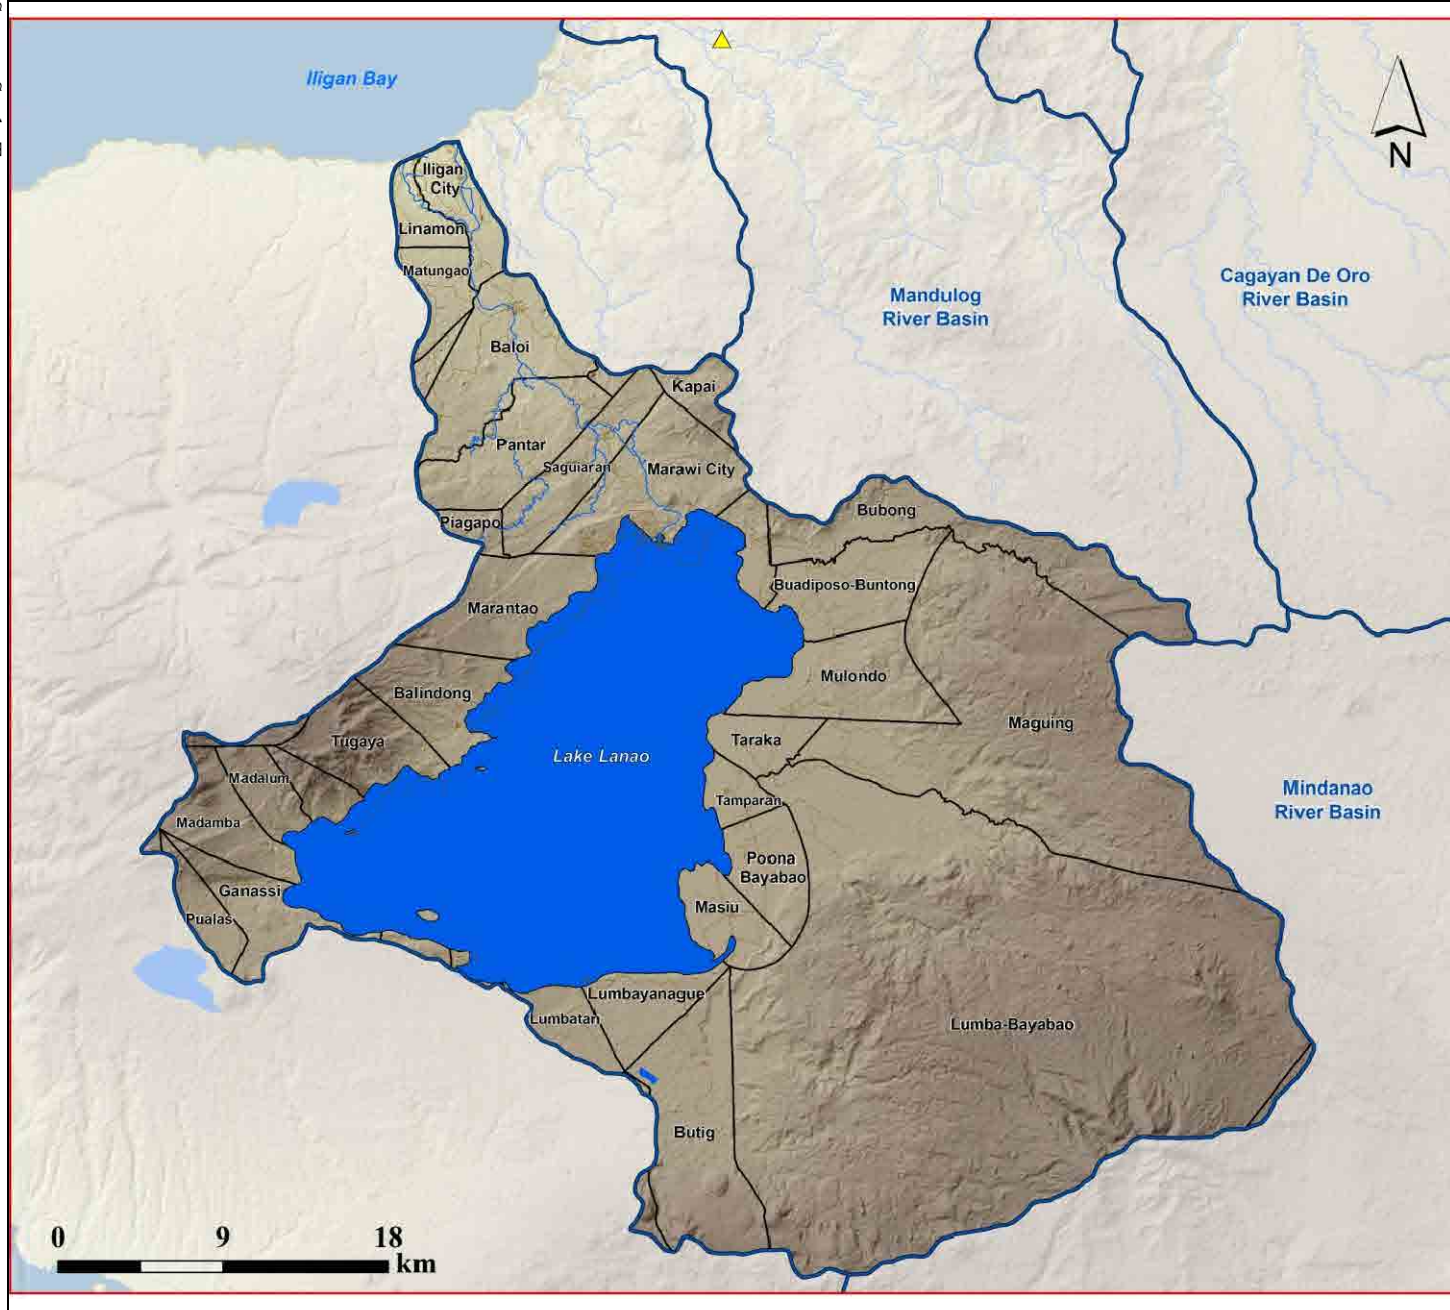 Iligan Bay
N
Iligan
City
Linamon
Matungao
Cagayan De Oro
River Basin
Mandulog
River Basin
Baloi
Kapai
Pantar
Saguiaran
Marawi City
Piagapo
Bubong
Buadiposo-Buntong
Marantao
Mulondo
Balindong
Maguing
Tugaya
Taraka
Lake Lanao
Madalum
Mindanao
River Basin
Tamparan
Madamba
Poona
Bayabao
Ganassi
Masiu
Pualas
Lumbayanague
Lumbatan
Lumba-Bayabao
Butig
0 9 18
km